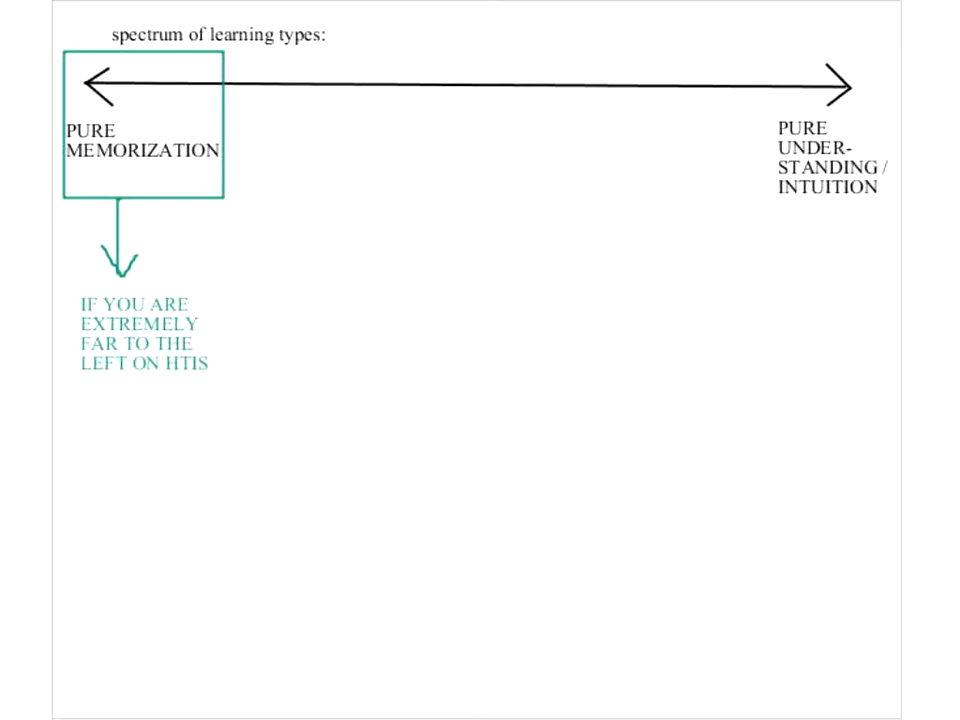 spectrum of learning types:
PURE
MEMORIZATION
PURE
UNDER-
STANDING /
INTUITION
IF YOU ARE
EXTREMELY
FAR TO THE
LEFT ON HTIS